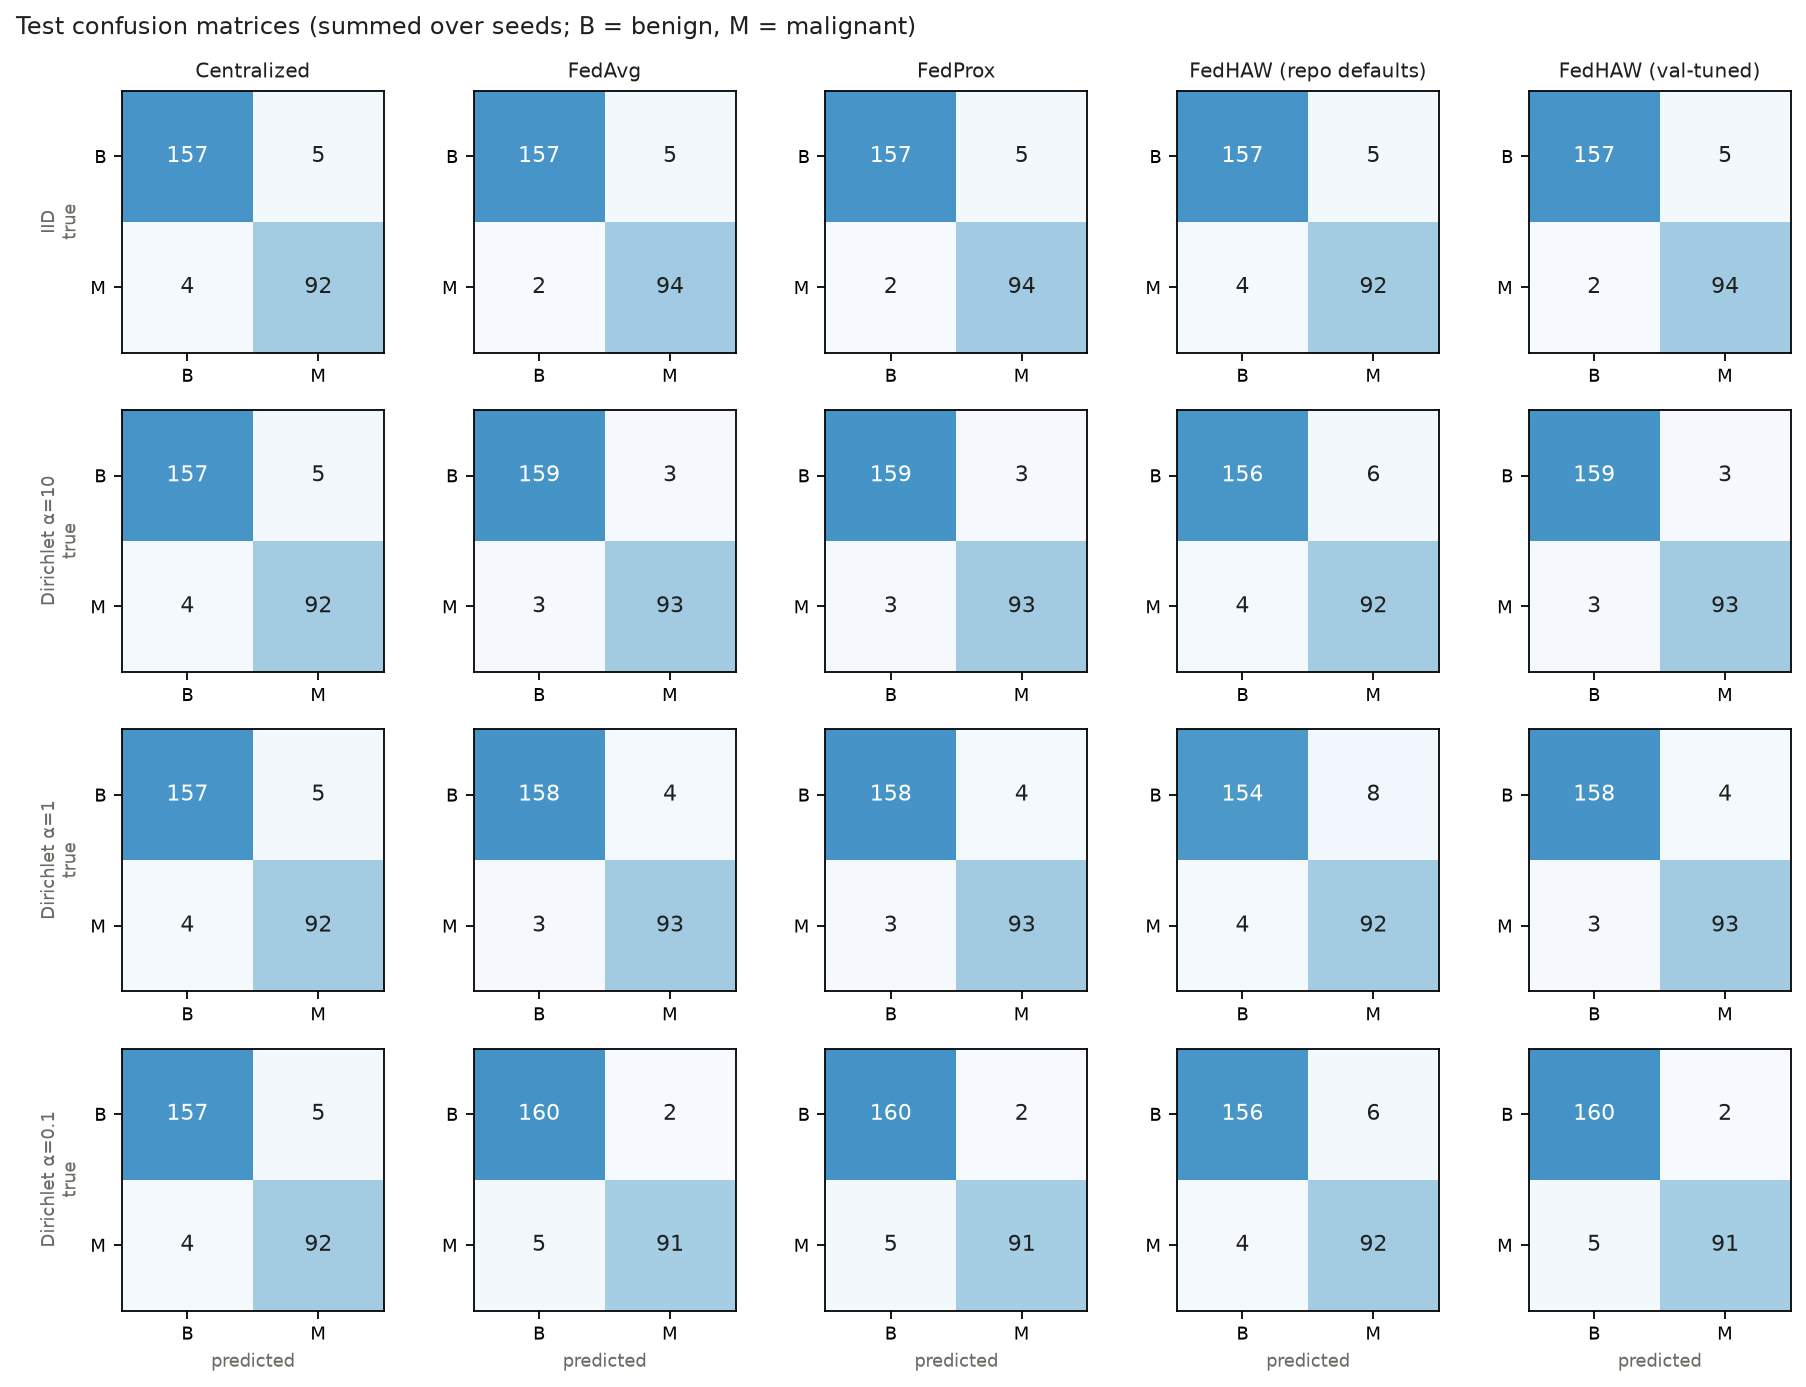 Test confusion matrices (summed over seeds; B = benign, M = malignant)
Centralized FedAvg FedProx FedHAW (repo defaults) FedHAW (val-tuned)
IID
true
B 157 5 B 157 5 B 157 5 B 157 5 B 157 5
M 4 92 M 2 94 M 2 94 M 4 92 M 2 94
B M B M B M B M B M
Dirichlet α=10
true
B 157 5 B 159 3 B 159 3 B 156 6 B 159 3
M 4 92 M 3 93 M 3 93 M 4 92 M 3 93
B M B M B M B M B M
Dirichlet α=1
true
B 157 5 B 158 4 B 158 4 B 154 8 B 158 4
M 4 92 M 3 93 M 3 93 M 4 92 M 3 93
B M B M B M B M B M
Dirichlet α=0.1
true
B 157 5 B 160 2 B 160 2 B 156 6 B 160 2
M 4 92 M 5 91 M 5 91 M 4 92 M 5 91
B M B M B M B M B M
predicted predicted predicted predicted predicted